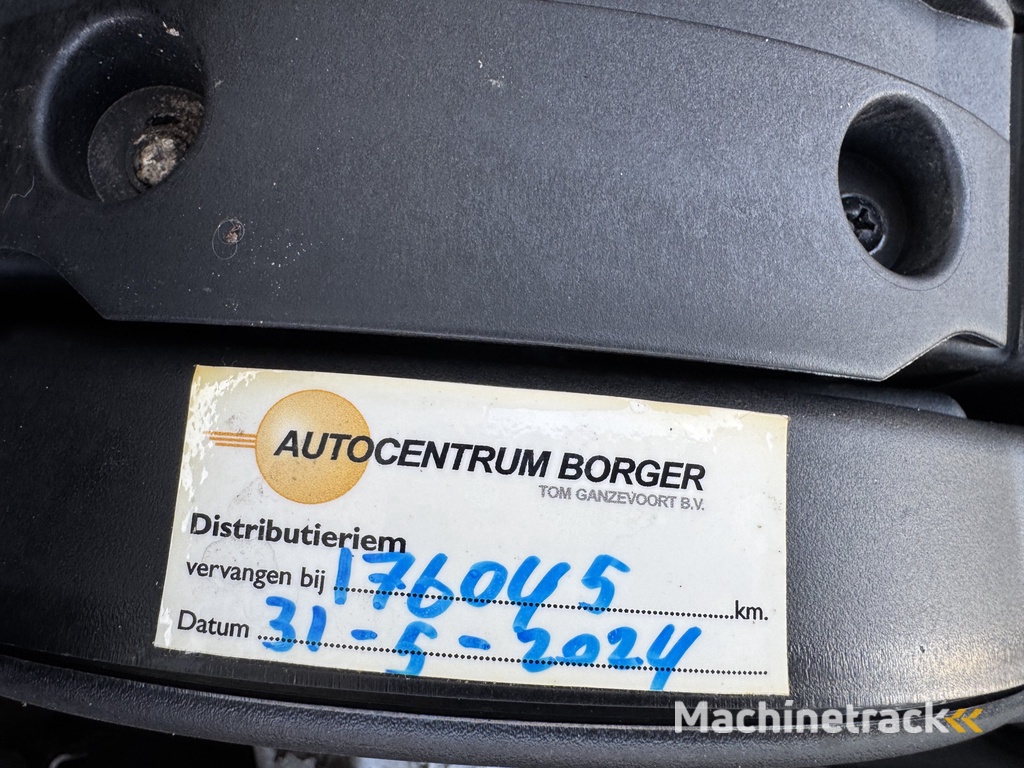 AUTOCENTRUM BORGER
TOM GANZEVOORT B.V.
Distributieriem
vervangen bij 176045 km.
Datum 31-5-2024
Machinetrack